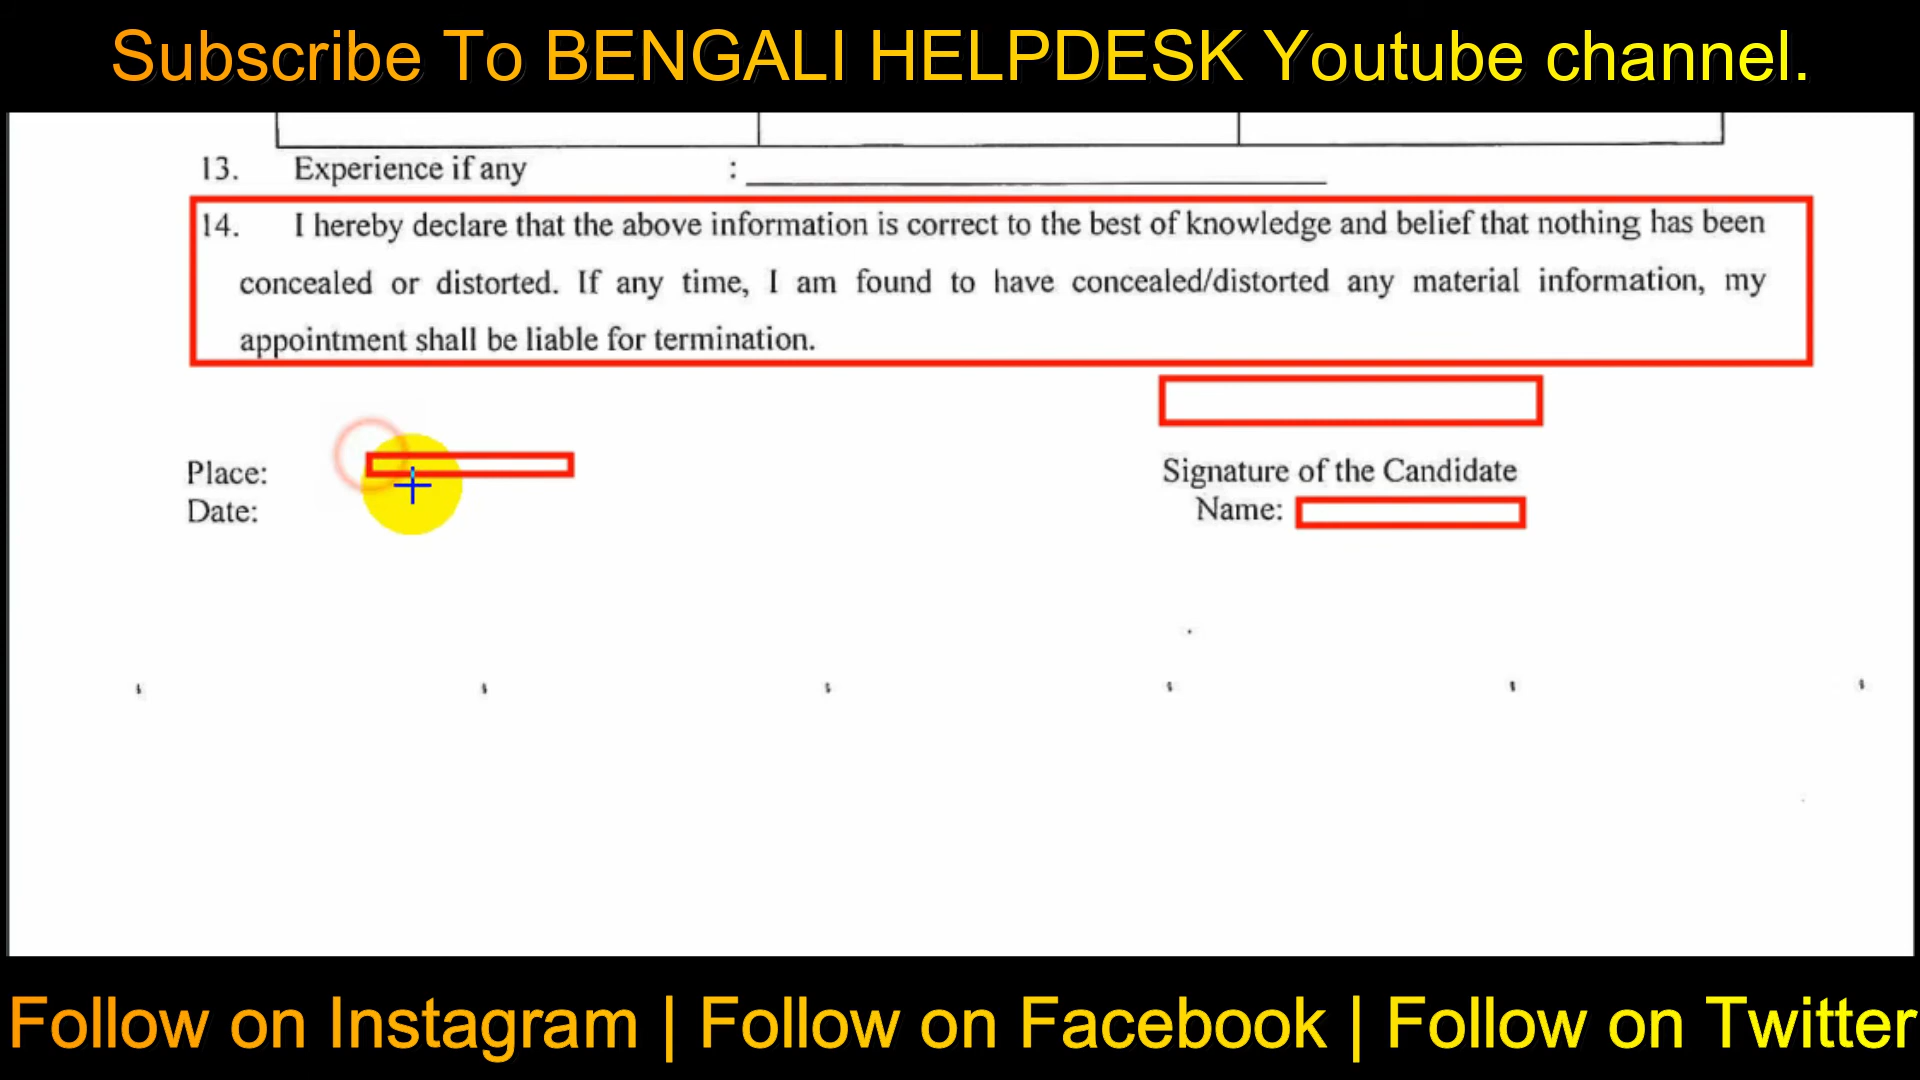 Subscribe To BENGALI HELPDESK Youtube channel.
13. Experience if any : 
14. I hereby declare that the above information is correct to the best of knowledge and belief that nothing has been
concealed or distorted. If any time, I am found to have concealed/distorted any material information, my
appointment shall be liable for termination.
Place:
Date:
Signature of the Candidate
Name:
Follow on Instagram | Follow on Facebook | Follow on Twitter